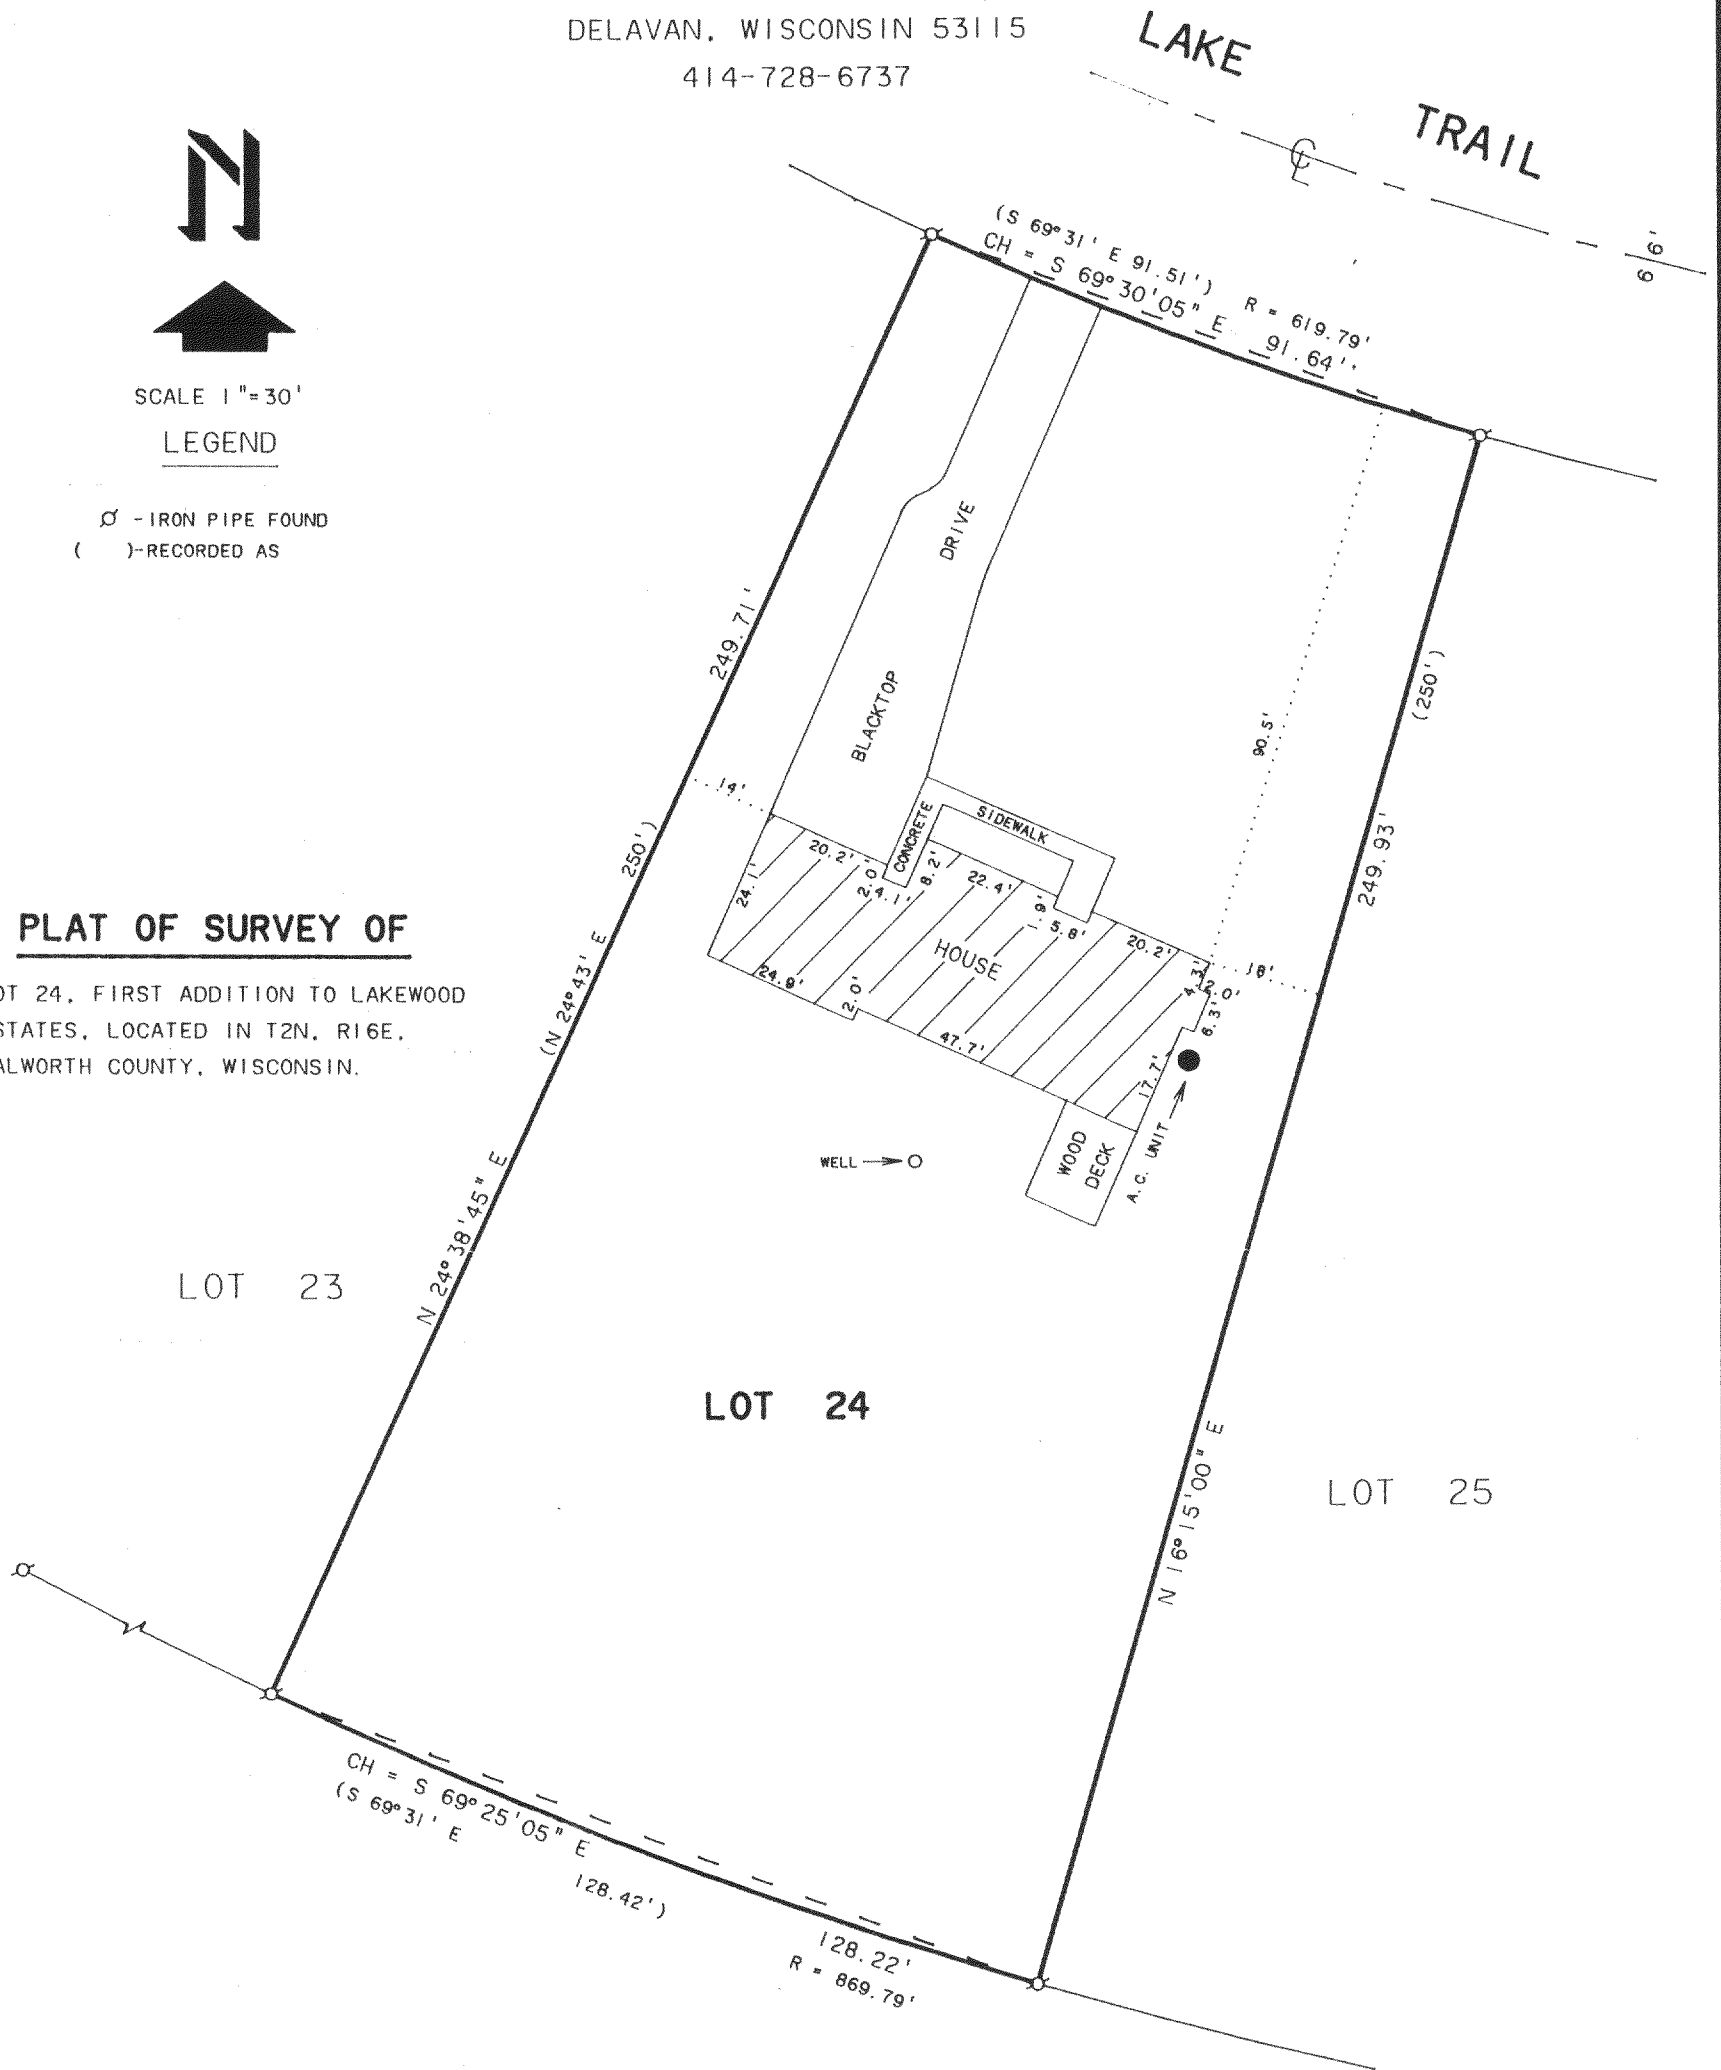 DELAVAN, WISCONSIN 53115
414-728-6737
LAKE TRAIL
N
SCALE 1"=30'
LEGEND
Ø -IRON PIPE FOUND
( )-RECORDED AS
(S 69°31' E 91.51')
CH = S 69°30'05" E 91.64'
R = 619.79'
CL
66'
249.71'
DRIVE
BLACKTOP
(250')
90.5'
249.93'
14'
250')
CONCRETE
SIDEWALK
20.2'
2.0'
4.1'
8.2'
22.4'
1.9'
5.8'
20.2'
18'
24.1'
HOUSE
4.3'
2.0'
6.3'
24.9'
2.0'
47.7'
17.7'
PLAT OF SURVEY OF
OT 24, FIRST ADDITION TO LAKEWOOD
STATES, LOCATED IN T2N, R16E,
ALWORTH COUNTY, WISCONSIN.
(N 24°43' E
WELL
WOOD
DECK
A.C. UNIT
N 24°38'45" E
LOT 23
LOT 24
N 16°15'00" E
LOT 25
CH = S 69°25'05" E
(S 69°31' E
128.42')
128.22'
R = 869.79'